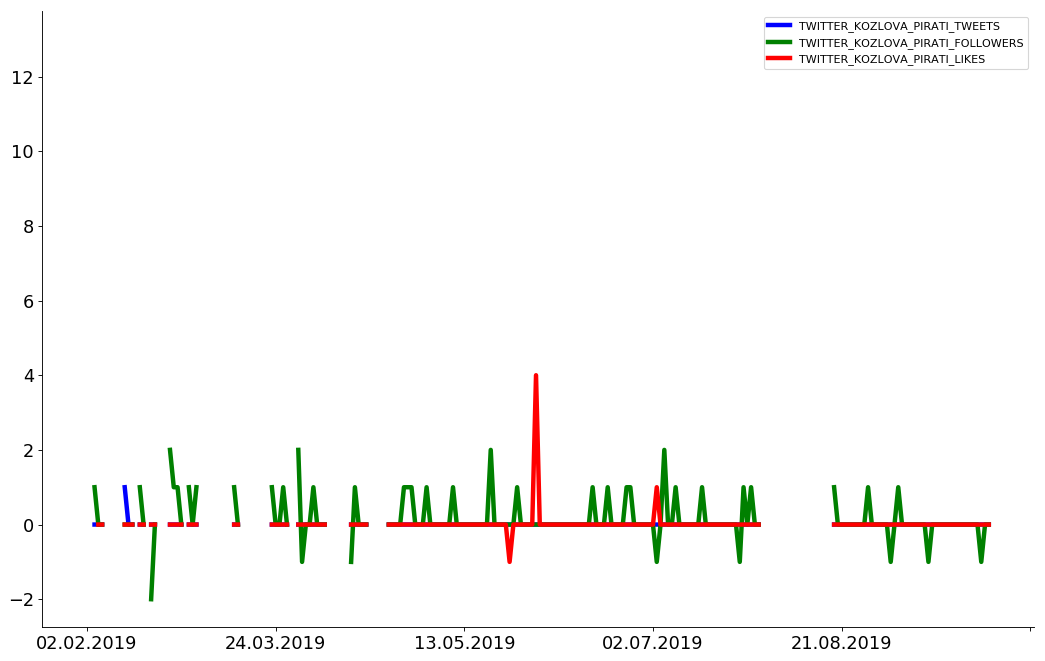 TWITTER_KOZLOVA_PIRATI_TWEETS
TWITTER_KOZLOVA_PIRATI_FOLLOWERS
TWITTER_KOZLOVA_PIRATI_LIKES
12
10
8
6
4
2
0
−2
02.02.2019 24.03.2019 13.05.2019 02.07.2019 21.08.2019